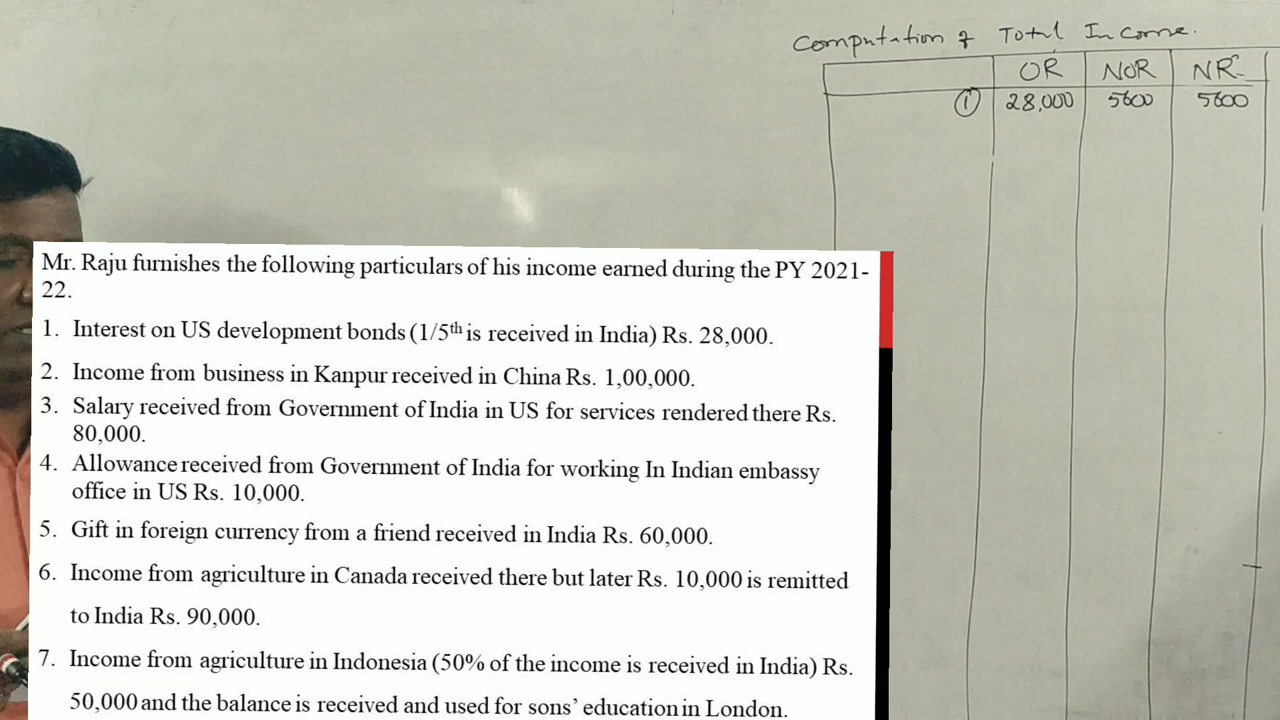 Computation of Total Income.
OR NOR NR
① 28,000 5600 5600
Mr. Raju furnishes the following particulars of his income earned during the PY 2021-
22.
1. Interest on US development bonds (1/5th is received in India) Rs. 28,000.
2. Income from business in Kanpur received in China Rs. 1,00,000.
3. Salary received from Government of India in US for services rendered there Rs.
80,000.
4. Allowance received from Government of India for working In Indian embassy
office in US Rs. 10,000.
5. Gift in foreign currency from a friend received in India Rs. 60,000.
6. Income from agriculture in Canada received there but later Rs. 10,000 is remitted
to India Rs. 90,000.
7. Income from agriculture in Indonesia (50% of the income is received in India) Rs.
50,000 and the balance is received and used for sons' education in London.